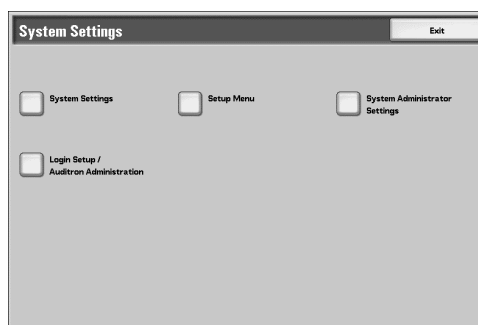 System Settings
Exit
System Settings
Setup Menu
System Administrator
Settings
Login Setup /
Auditron Administration